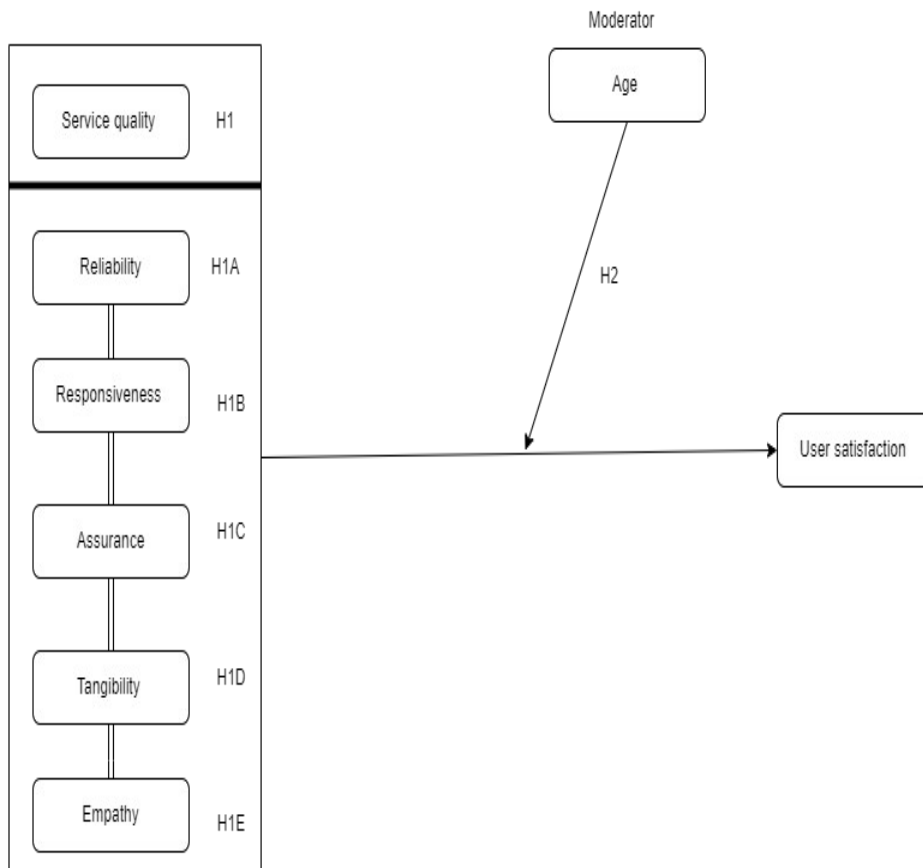 Moderator
Age
Service quality
H1
Reliability
H1A
H2
Responsiveness
H1B
User satisfaction
Assurance
H1C
Tangibility
H1D
Empathy
H1E